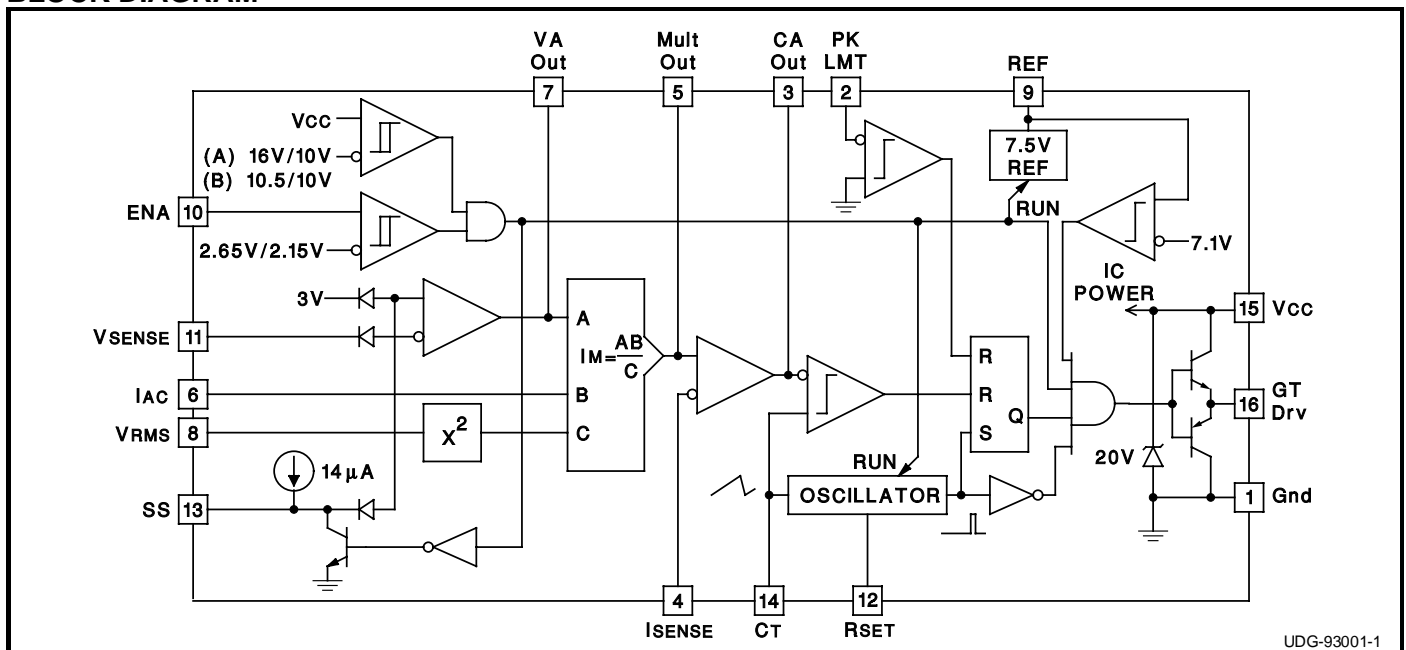 BLOCK DIAGRAM
VA Out
7
Mult Out
5
CA Out
3
PK LMT
2
REF
9
VCC
(A) 16V/10V
(B) 10.5/10V
7.5V REF
ENA 10
RUN
2.65V/2.15V
7.1V
IC POWER
3V
15 VCC
VSENSE 11
A
IM=AB/C
R
IAC 6
B
R
16 GT Drv
Q
VRMS 8
X²
C
S
14µA
RUN
20V
SS 13
OSCILLATOR
1 Gnd
4
ISENSE
14
CT
12
RSET
UDG-93001-1